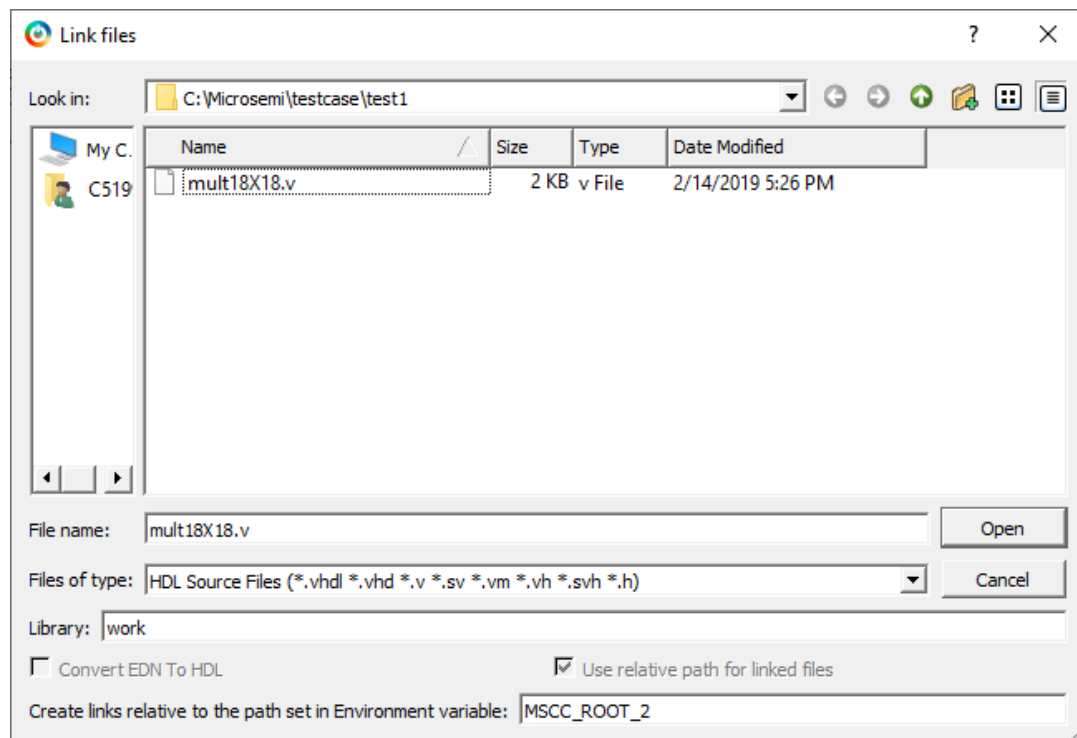 Link files
Look in: C:\Microsemi\testcase\test1
My C.
C519
Name Size Type Date Modified
mult18X18.v 2 KB v File 2/14/2019 5:26 PM
File name: mult18X18.v Open
Files of type: HDL Source Files (*.vhdl *.vhd *.v *.sv *.vm *.vh *.svh *.h) Cancel
Library: work
Convert EDN To HDL Use relative path for linked files
Create links relative to the path set in Environment variable: MSCC_ROOT_2